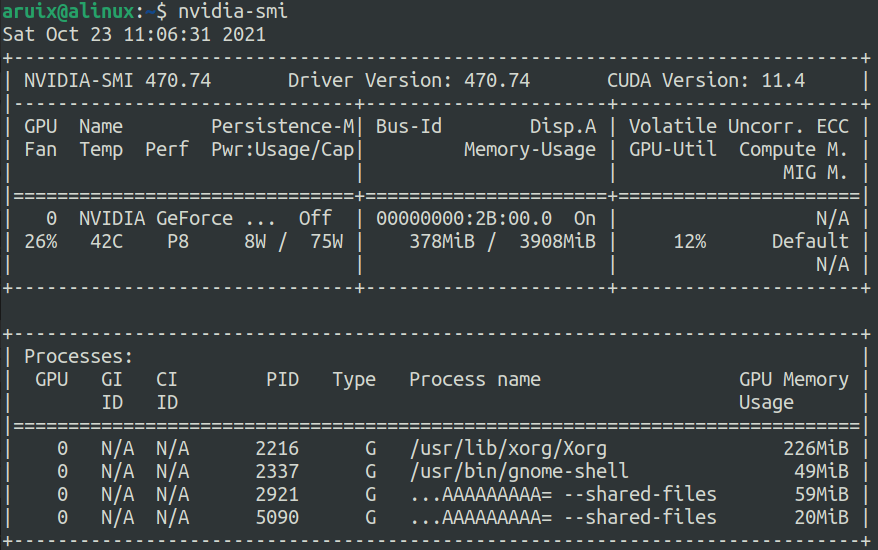 aruix@alinux:~$ nvidia-smi
Sat Oct 23 11:06:31 2021
+-----------------------------------------------------------------------------+
| NVIDIA-SMI 470.74       Driver Version: 470.74       CUDA Version: 11.4     |
|-------------------------------+----------------------+----------------------+
| GPU  Name        Persistence-M| Bus-Id        Disp.A | Volatile Uncorr. ECC |
| Fan  Temp  Perf  Pwr:Usage/Cap|         Memory-Usage | GPU-Util  Compute M. |
|                               |                      |               MIG M. |
|===============================+======================+======================|
|   0  NVIDIA GeForce ...  Off  | 00000000:2B:00.0  On |                  N/A |
| 26%   42C    P8     8W /  75W |    378MiB /  3908MiB |     12%      Default |
|                               |                      |                  N/A |
+-------------------------------+----------------------+----------------------+
+-----------------------------------------------------------------------------+
| Processes:                                                                  |
|  GPU   GI   CI        PID   Type   Process name                  GPU Memory |
|        ID   ID                                                   Usage      |
|=============================================================================|
|    0   N/A  N/A      2216      G   /usr/lib/xorg/Xorg                226MiB |
|    0   N/A  N/A      2337      G   /usr/bin/gnome-shell               49MiB |
|    0   N/A  N/A      2921      G   ...AAAAAAAAA= --shared-files       59MiB |
|    0   N/A  N/A      5090      G   ...AAAAAAAAA= --shared-files       20MiB |
+-----------------------------------------------------------------------------+